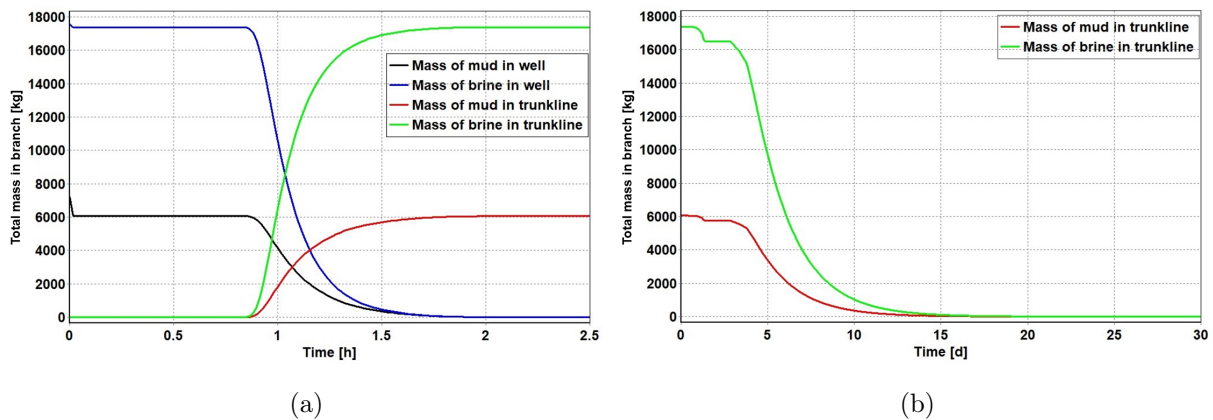 18000
16000
14000
12000
10000
8000
6000
4000
2000
0
Total mass in branch [kg]
Mass of mud in well
Mass of brine in well
Mass of mud in trunkline
Mass of brine in trunkline
0 0.5 1 1.5 2 2.5
Time [h]
(a)
18000
16000
14000
12000
10000
8000
6000
4000
2000
0
Total mass in branch [kg]
Mass of mud in trunkline
Mass of brine in trunkline
0 5 10 15 20 25 30
Time [d]
(b)